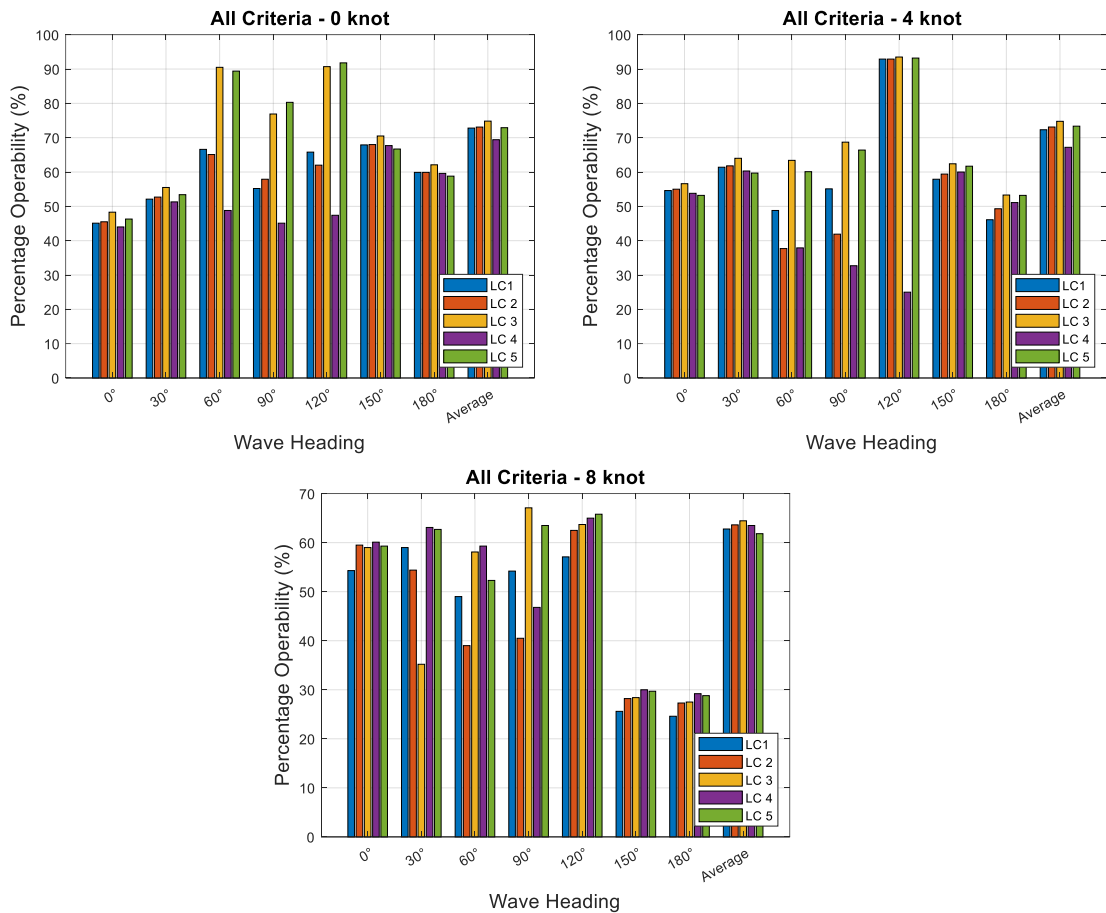 All Criteria - 0 knot
Percentage Operability (%)
100
90
80
70
60
50
40
30
20
10
0
0°
30°
60°
90°
120°
150°
180°
Average
Wave Heading
LC1
LC 2
LC 3
LC 4
LC 5
All Criteria - 4 knot
Percentage Operability (%)
100
90
80
70
60
50
40
30
20
10
0
0°
30°
60°
90°
120°
150°
180°
Average
Wave Heading
LC1
LC 2
LC 3
LC 4
LC 5
All Criteria - 8 knot
Percentage Operability (%)
70
60
50
40
30
20
10
0
0°
30°
60°
90°
120°
150°
180°
Average
Wave Heading
LC1
LC 2
LC 3
LC 4
LC 5